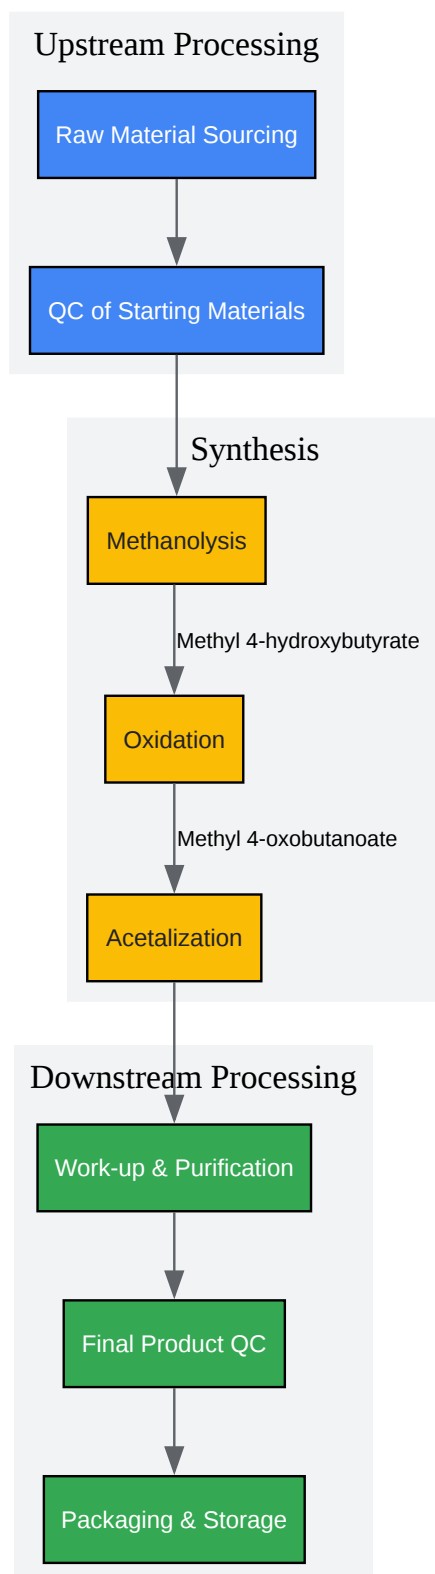 Upstream Processing
Raw Material Sourcing
QC of Starting Materials
Synthesis
Methanolysis
Methyl 4-hydroxybutyrate
Oxidation
Methyl 4-oxobutanoate
Acetalization
Downstream Processing
Work-up & Purification
Final Product QC
Packaging & Storage